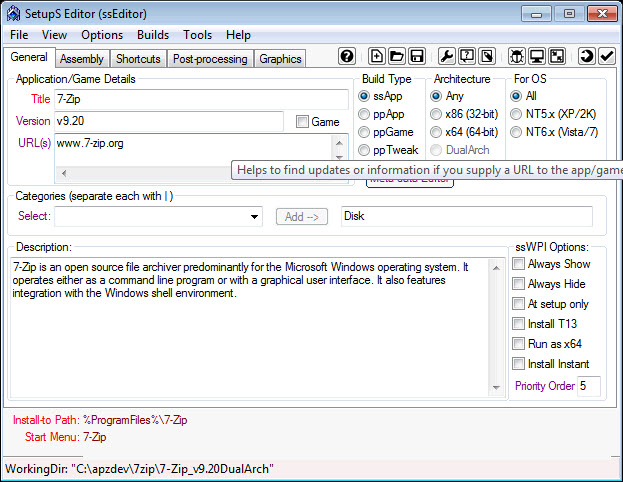 SetupS Editor (ssEditor)
File View Options Builds Tools Help
General Assembly Shortcuts Post-processing Graphics
Application/Game Details
Title 7-Zip
Version v9.20 Game
URL(s) www.7-zip.org
Build Type
ssApp
ppApp
ppGame
ppTweak
Architecture
Any
x86 (32-bit)
x64 (64-bit)
DualArch
For OS
All
NT5.x (XP/2K)
NT6.x (Vista/7)
Helps to find updates or information if you supply a URL to the app/game
Meta-data Editor
Categories (separate each with | )
Select: Add --> Disk
Description:
7-Zip is an open source file archiver predominantly for the Microsoft Windows operating system. It
operates either as a command line program or with a graphical user interface. It also features
integration with the Windows shell environment.
ssWPI Options:
Always Show
Always Hide
At setup only
Install T13
Run as x64
Install Instant
Priority Order 5
Install-to Path: %ProgramFiles%\7-Zip
Start Menu: 7-Zip
WorkingDir: "C:\apzdev\7zip\7-Zip_v9.20DualArch"